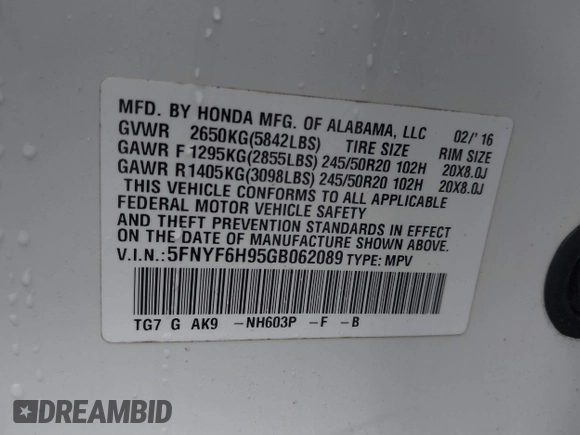 MFD. BY HONDA MFG. OF ALABAMA, LLC 02/'16
GVWR 2650KG(5842LBS) TIRE SIZE RIM SIZE
GAWR F1295KG(2855LBS) 245/50R20 102H 20X8.0J
GAWR R1405KG(3098LBS) 245/50R20 102H 20X8.0J
THIS VEHICLE CONFORMS TO ALL APPLICABLE
FEDERAL MOTOR VEHICLE SAFETY
AND THEFT PREVENTION STANDARDS IN EFFECT
ON THE DATE OF MANUFACTURE SHOWN ABOVE.
V.I.N.:5FNYF6H95GB062089 TYPE: MPV
TG7 G AK9 -NH603P -F -B
DREAMBID